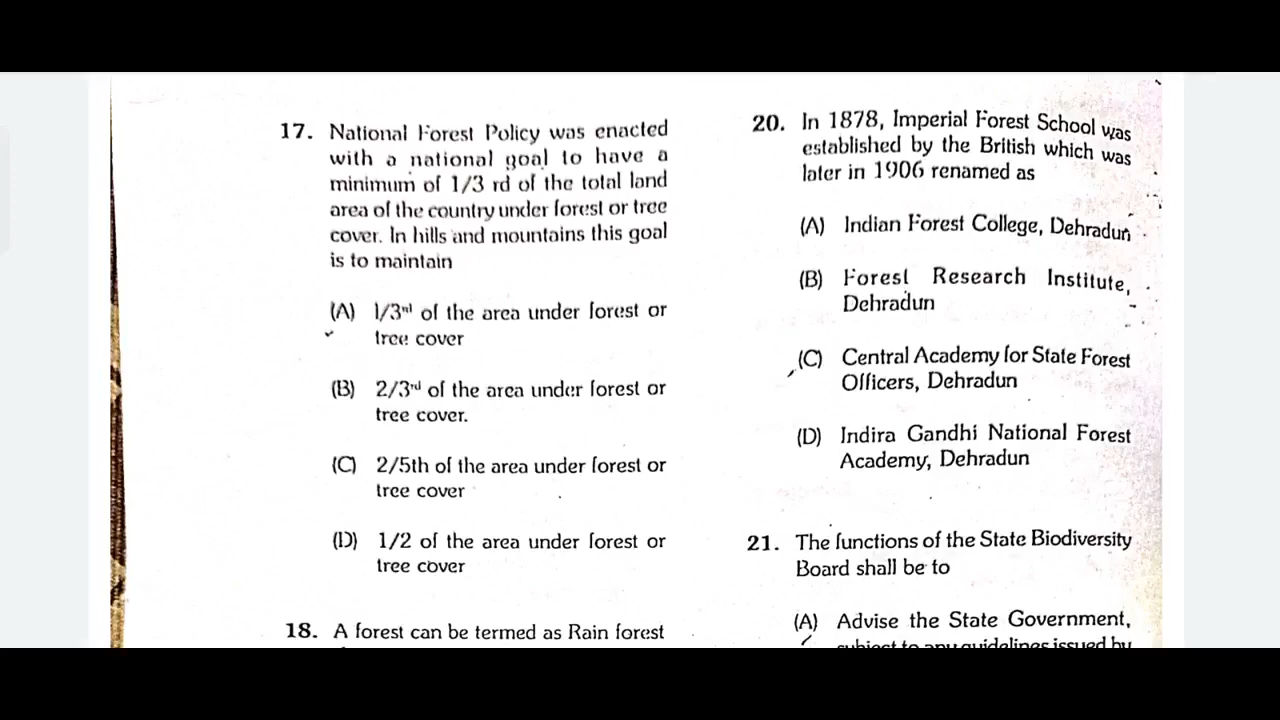 17. National Forest Policy was enacted
with a national goal to have a
minimum of 1/3 rd of the total land
area of the country under forest or tree
cover. In hills and mountains this goal
is to maintain
(A) 1/3rd of the area under forest or
tree cover
(B) 2/3rd of the area under forest or
tree cover.
(C) 2/5th of the area under forest or
tree cover
(D) 1/2 of the area under forest or
tree cover
18. A forest can be termed as Rain forest
20. In 1878, Imperial Forest School was
established by the British which was
later in 1906 renamed as
(A) Indian Forest College, Dehradun
(B) Forest Research Institute,
Dehradun
(C) Central Academy for State Forest
Officers, Dehradun
(D) Indira Gandhi National Forest
Academy, Dehradun
21. The functions of the State Biodiversity
Board shall be to
(A) Advise the State Government,
subject to any guidelines issued by